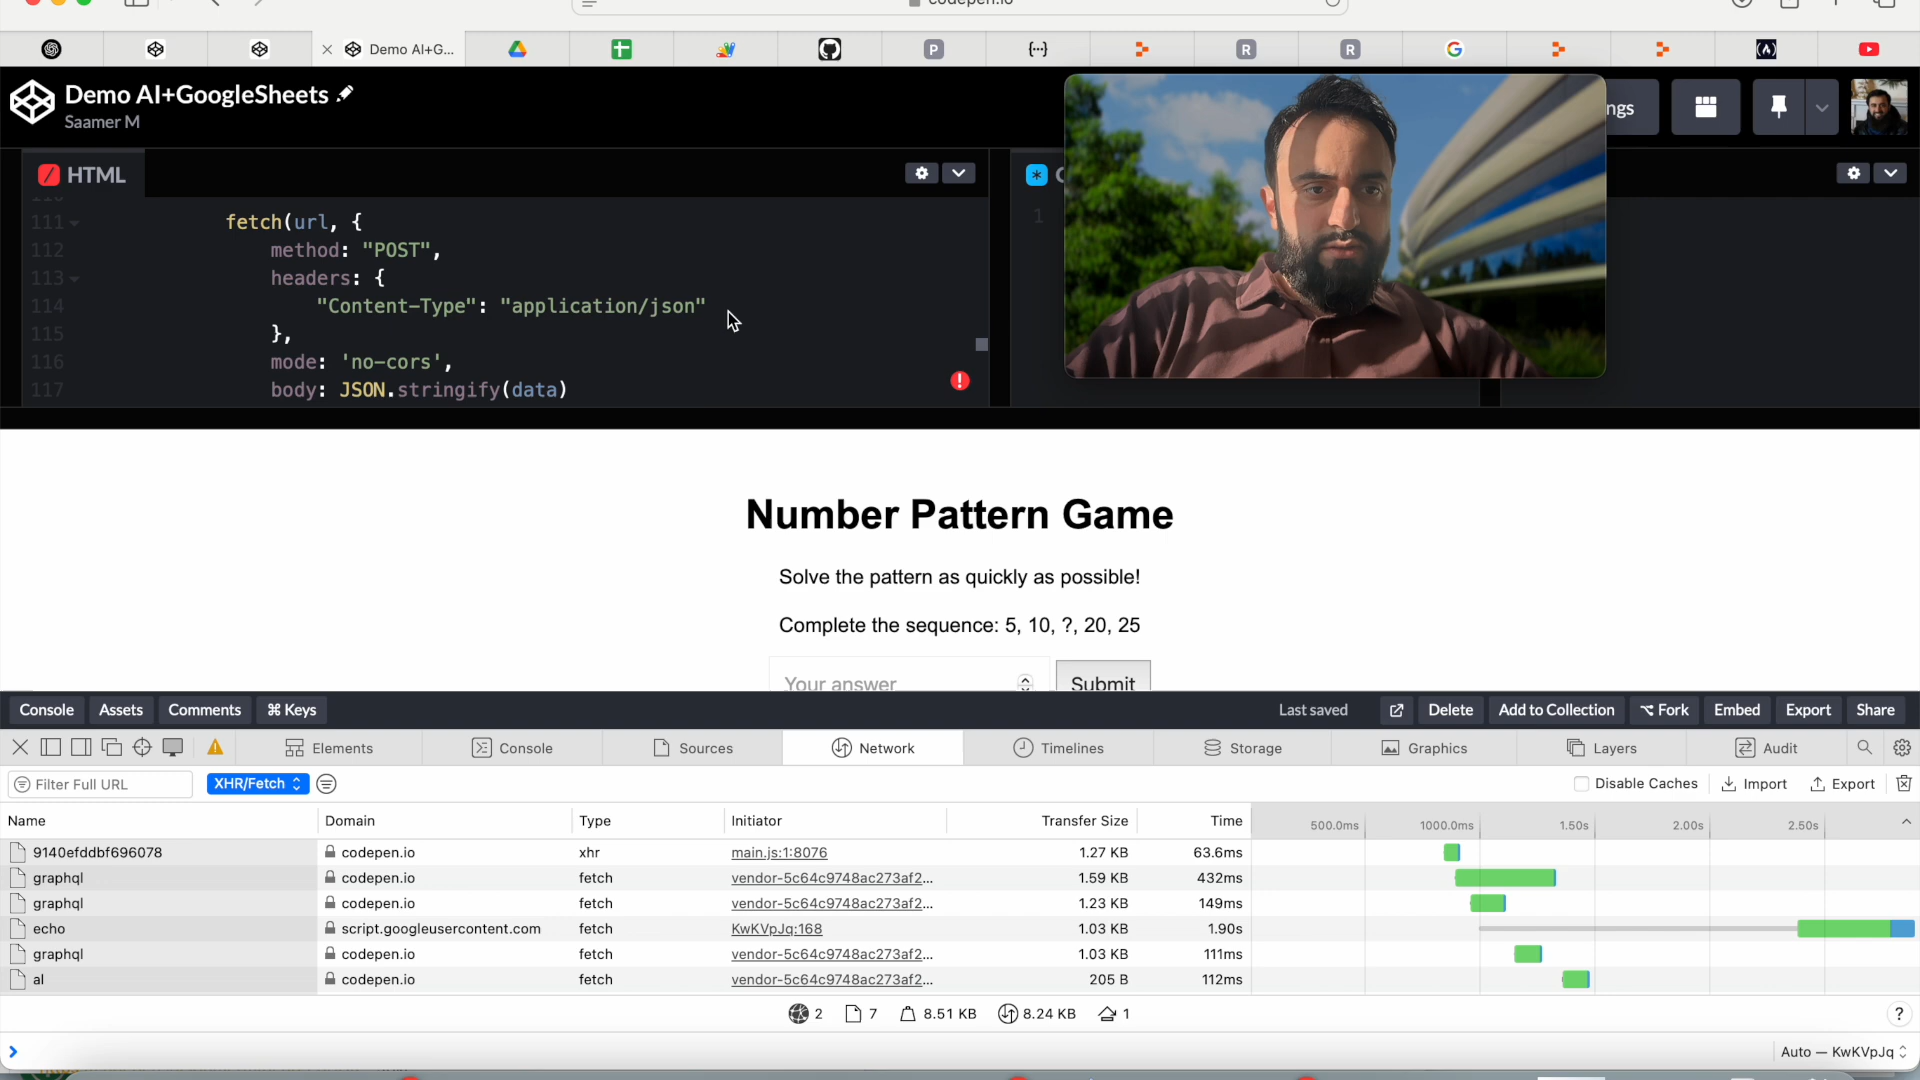 codepen.io
Demo AI+G...
P
R
R
Demo AI+GoogleSheets
Saamer M
ngs
HTML
111 fetch(url, {
112 method: "POST",
113 headers: {
114 "Content-Type": "application/json"
115 },
116 mode: 'no-cors',
117 body: JSON.stringify(data)
1
Number Pattern Game
Solve the pattern as quickly as possible!
Complete the sequence: 5, 10, ?, 20, 25
Your answer
Submit
Console Assets Comments ⌘ Keys Last saved Delete Add to Collection ⌥ Fork Embed Export Share
Elements Console Sources Network Timelines Storage Graphics Layers Audit
Filter Full URL XHR/Fetch Disable Caches Import Export
Name Domain Type Initiator Transfer Size Time 500.0ms 1000.0ms 1.50s 2.00s 2.50s
9140efddbf696078 codepen.io xhr main.js:1:8076 1.27 KB 63.6ms
graphql codepen.io fetch vendor-5c64c9748ac273af2... 1.59 KB 432ms
graphql codepen.io fetch vendor-5c64c9748ac273af2... 1.23 KB 149ms
echo script.googleusercontent.com fetch KwKVpJq:168 1.03 KB 1.90s
graphql codepen.io fetch vendor-5c64c9748ac273af2... 1.03 KB 111ms
al codepen.io fetch vendor-5c64c9748ac273af2... 205 B 112ms
2 7 8.51 KB 8.24 KB 1 ?
Auto — KwKVpJq